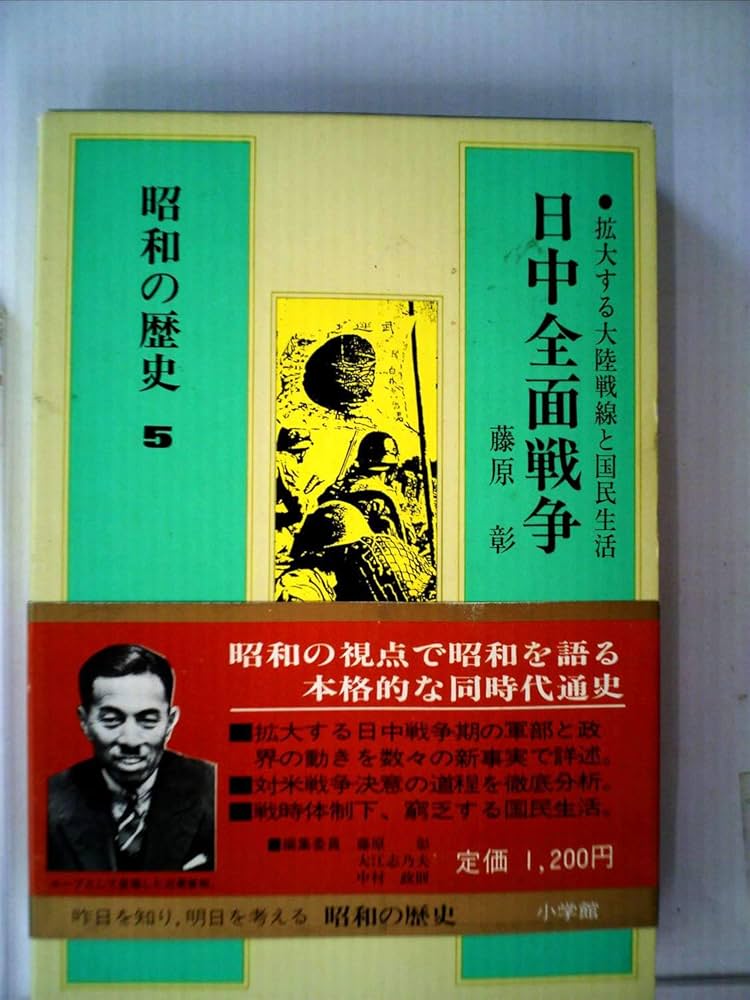 ●拡大する大陸戦線と国民生活
日中全面戦争
藤原 彰
昭和の歴史 5
昭和の視点で昭和を語る
本格的な同時代通史
■拡大する日中戦争期の軍部と政
界の動きを数々の新事実で詳述。
■対米戦争決意の道程を徹底分析。
■戦時体制下、窮乏する国民生活。
■編集委員 藤原 彰
大江志乃夫
中村 政則
定価 1,200円
昨日を知り,明日を考える 昭和の歴史
小学館